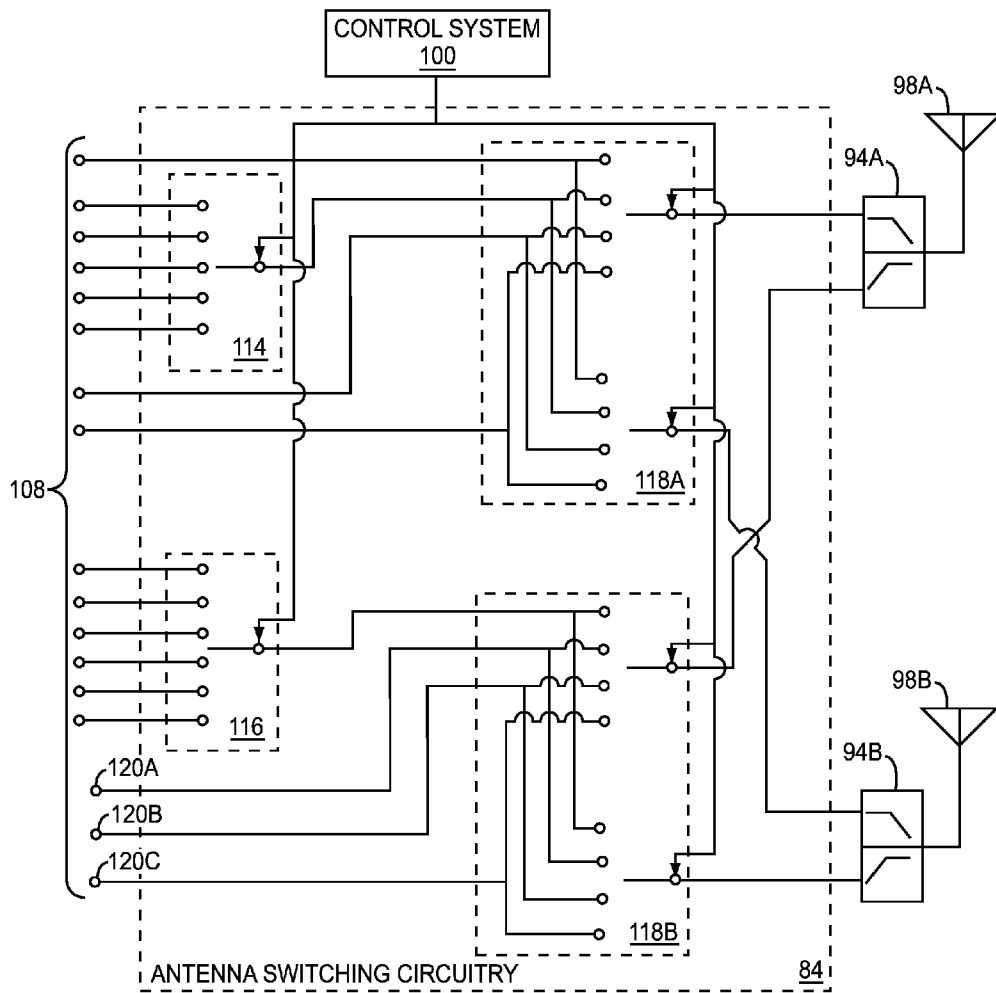 CONTROL SYSTEM
100
98A
94A
114
108
118A
98B
116
94B
120A
120B
120C
118B
ANTENNA SWITCHING CIRCUITRY
84